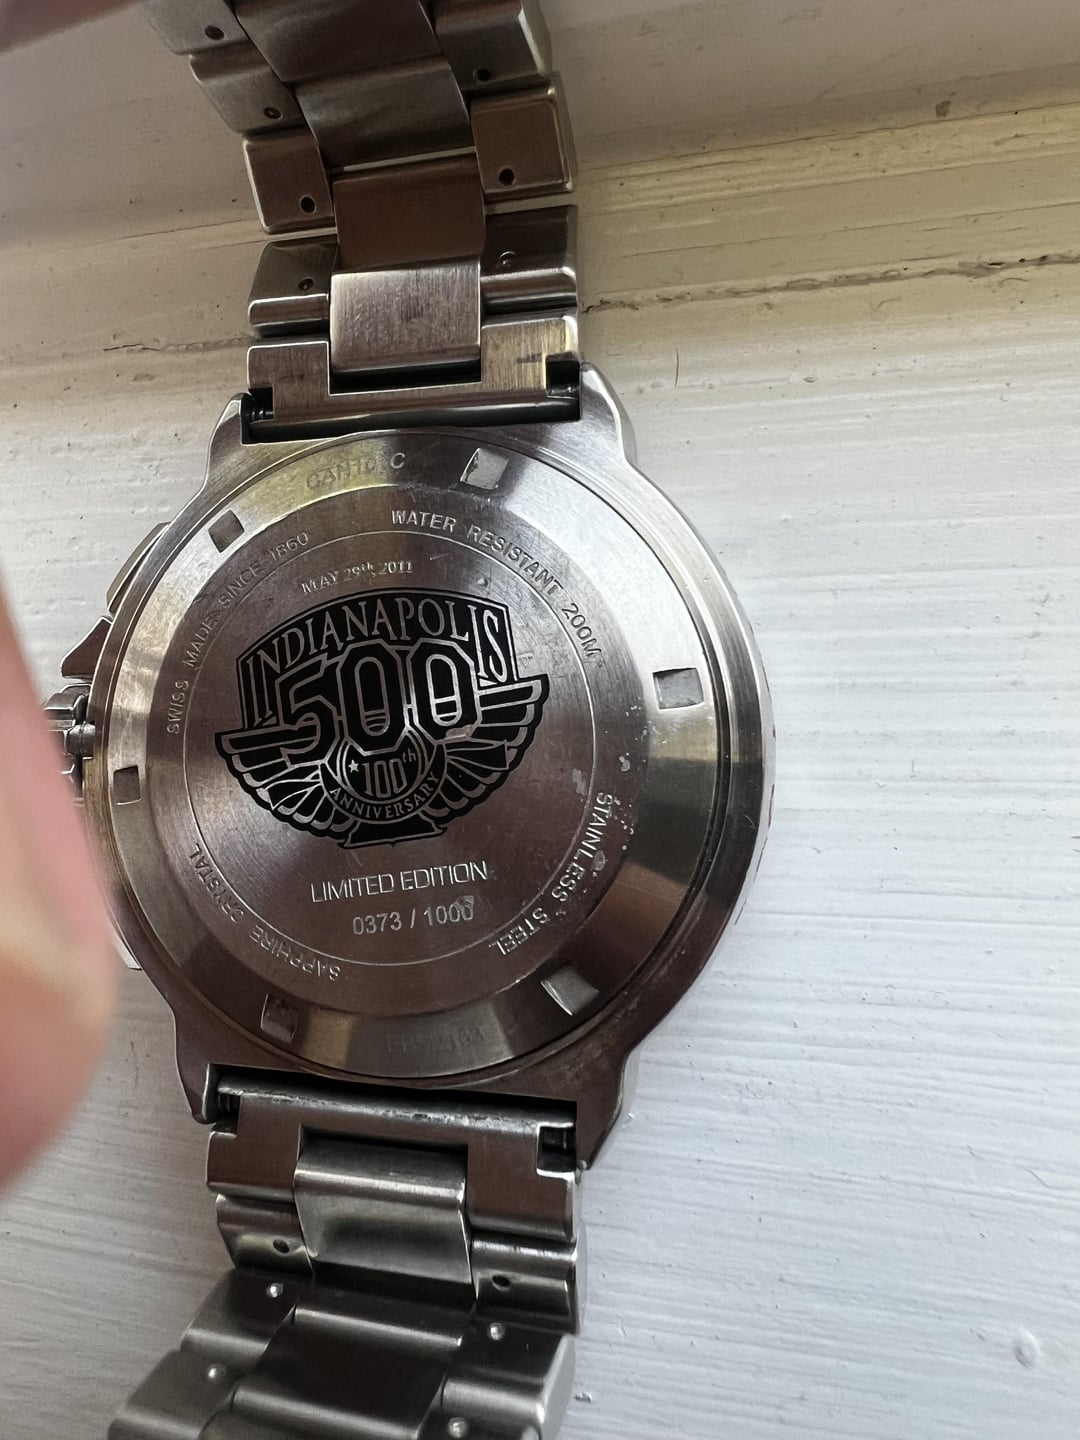 SWISS MADE SINCE 1860
WATER RESISTANT 200M
MAY 29th, 2011
INDIANAPOLIS
500
100th
ANNIVERSARY
LIMITED EDITION
0373 / 1000
STAINLESS STEEL
SAPPHIRE CRYSTAL